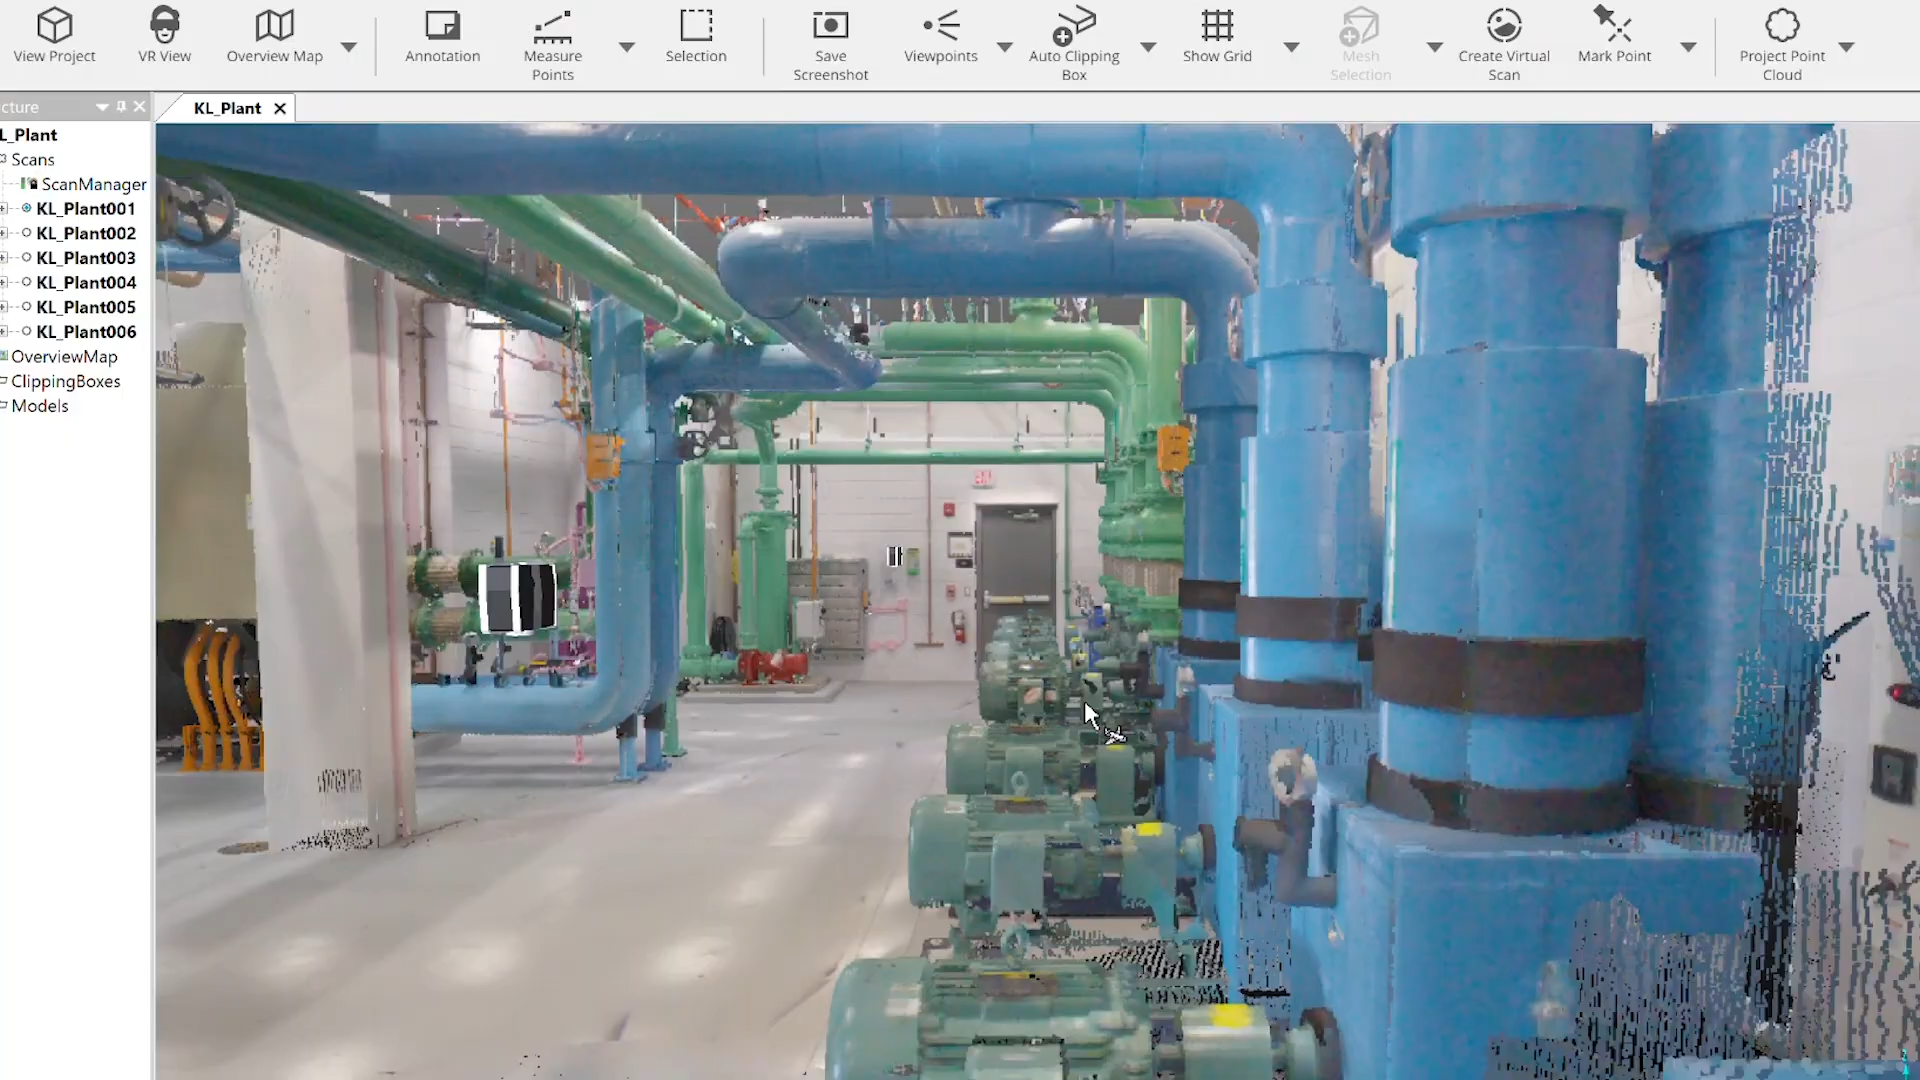 View Project
VR View
Overview Map
Annotation
Measure
Points
Selection
Save
Screenshot
Viewpoints
Auto Clipping
Box
Show Grid
Mesh
Selection
Create Virtual
Scan
Mark Point
Project Point
Cloud
cture
KL_Plant
L_Plant
Scans
ScanManager
KL_Plant001
KL_Plant002
KL_Plant003
KL_Plant004
KL_Plant005
KL_Plant006
OverviewMap
ClippingBoxes
Models